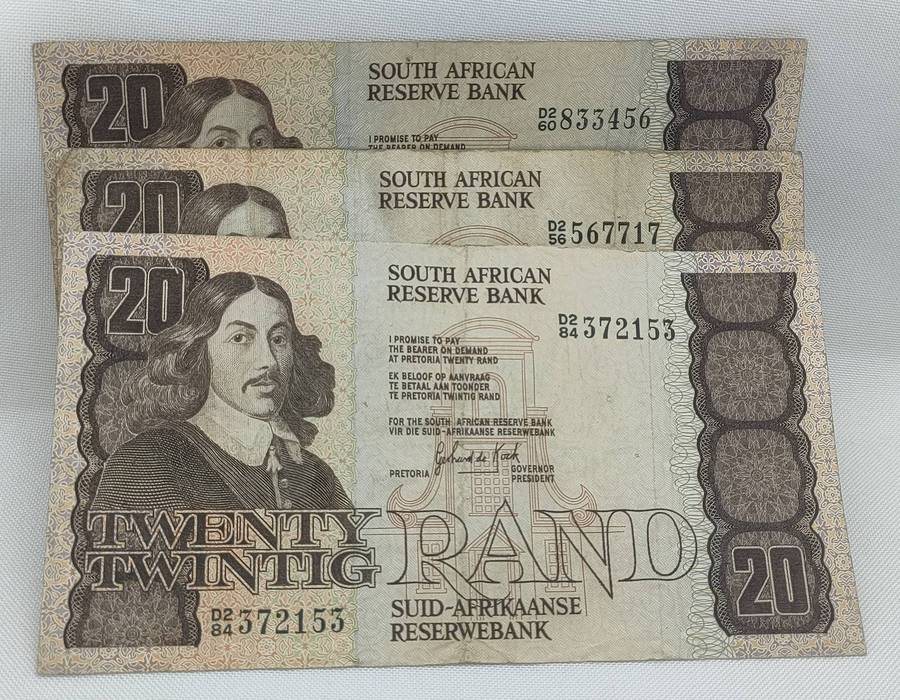 20
SOUTH AFRICAN
RESERVE BANK
D2
60 833456
I PROMISE TO PAY
THE BEARER ON DEMAND
20
SOUTH AFRICAN
RESERVE BANK
D2
56 567717
20
SOUTH AFRICAN
RESERVE BANK
D2
84 372153
I PROMISE TO PAY
THE BEARER ON DEMAND
AT PRETORIA TWENTY RAND
EK BELOOF OP AANVRAAG
TE BETAAL AAN TOONDER
TE PRETORIA TWINTIG RAND
FOR THE SOUTH AFRICAN RESERVE BANK
VIR DIE SUID-AFRIKAANSE RESERWEBANK
Gerhard de Kock
PRETORIA
GOVERNOR
PRESIDENT
TWENTY
TWINTIG
RAND
20
D2
84 372153
SUID-AFRIKAANSE
RESERWEBANK